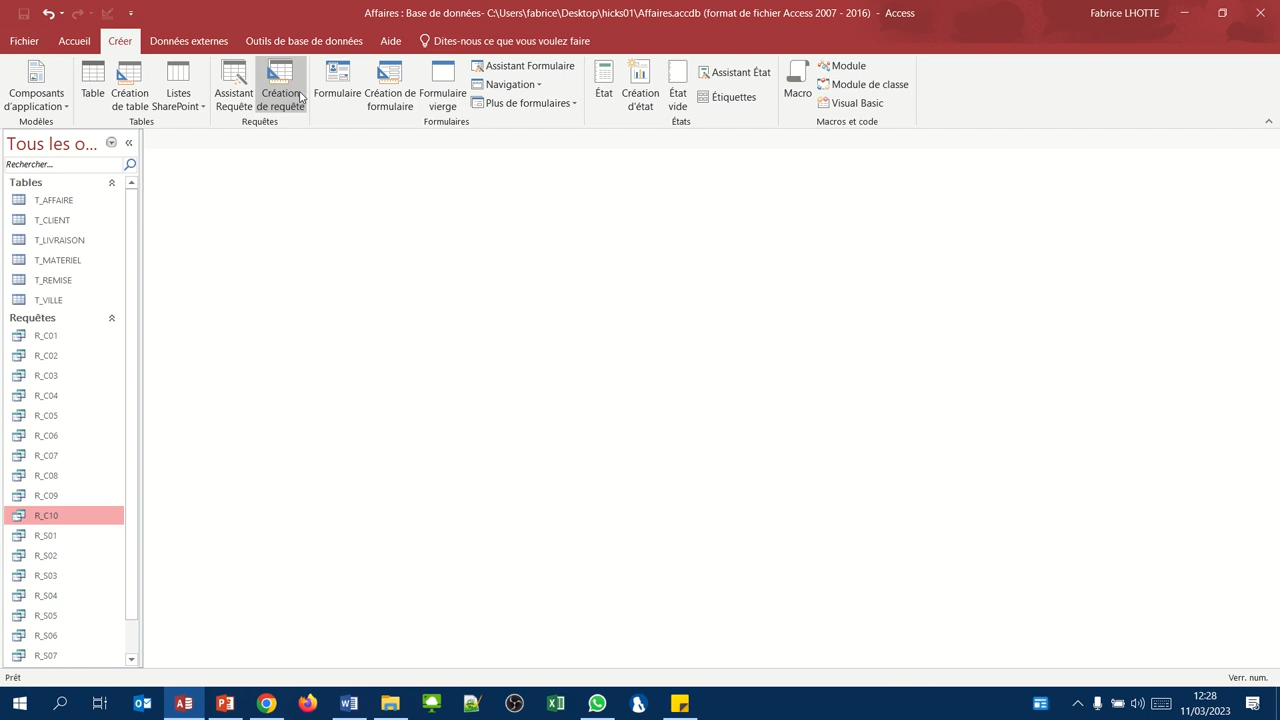 Affaires : Base de données- C:\Users\fabrice\Desktop\hicks01\Affaires.accdb (format de fichier Access 2007 - 2016) - Access
Fabrice LHOTTE
Fichier Accueil Créer Données externes Outils de base de données Aide Dites-nous ce que vous voulez faire
Composants d'application
Modèles
Table
Création de table
Listes SharePoint
Tables
Assistant Requête
Création de requête
Requêtes
Formulaire
Création de formulaire
Formulaire vierge
Assistant Formulaire
Navigation
Plus de formulaires
Formulaires
État
Création d'état
État vide
Assistant État
Étiquettes
États
Macro
Module
Module de classe
Visual Basic
Macros et code
Tous les o...
Rechercher...
Tables
T_AFFAIRE
T_CLIENT
T_LIVRAISON
T_MATERIEL
T_REMISE
T_VILLE
Requêtes
R_C01
R_C02
R_C03
R_C04
R_C05
R_C06
R_C07
R_C08
R_C09
R_C10
R_S01
R_S02
R_S03
R_S04
R_S05
R_S06
R_S07
Prêt
Verr. num.
12:28
11/03/2023